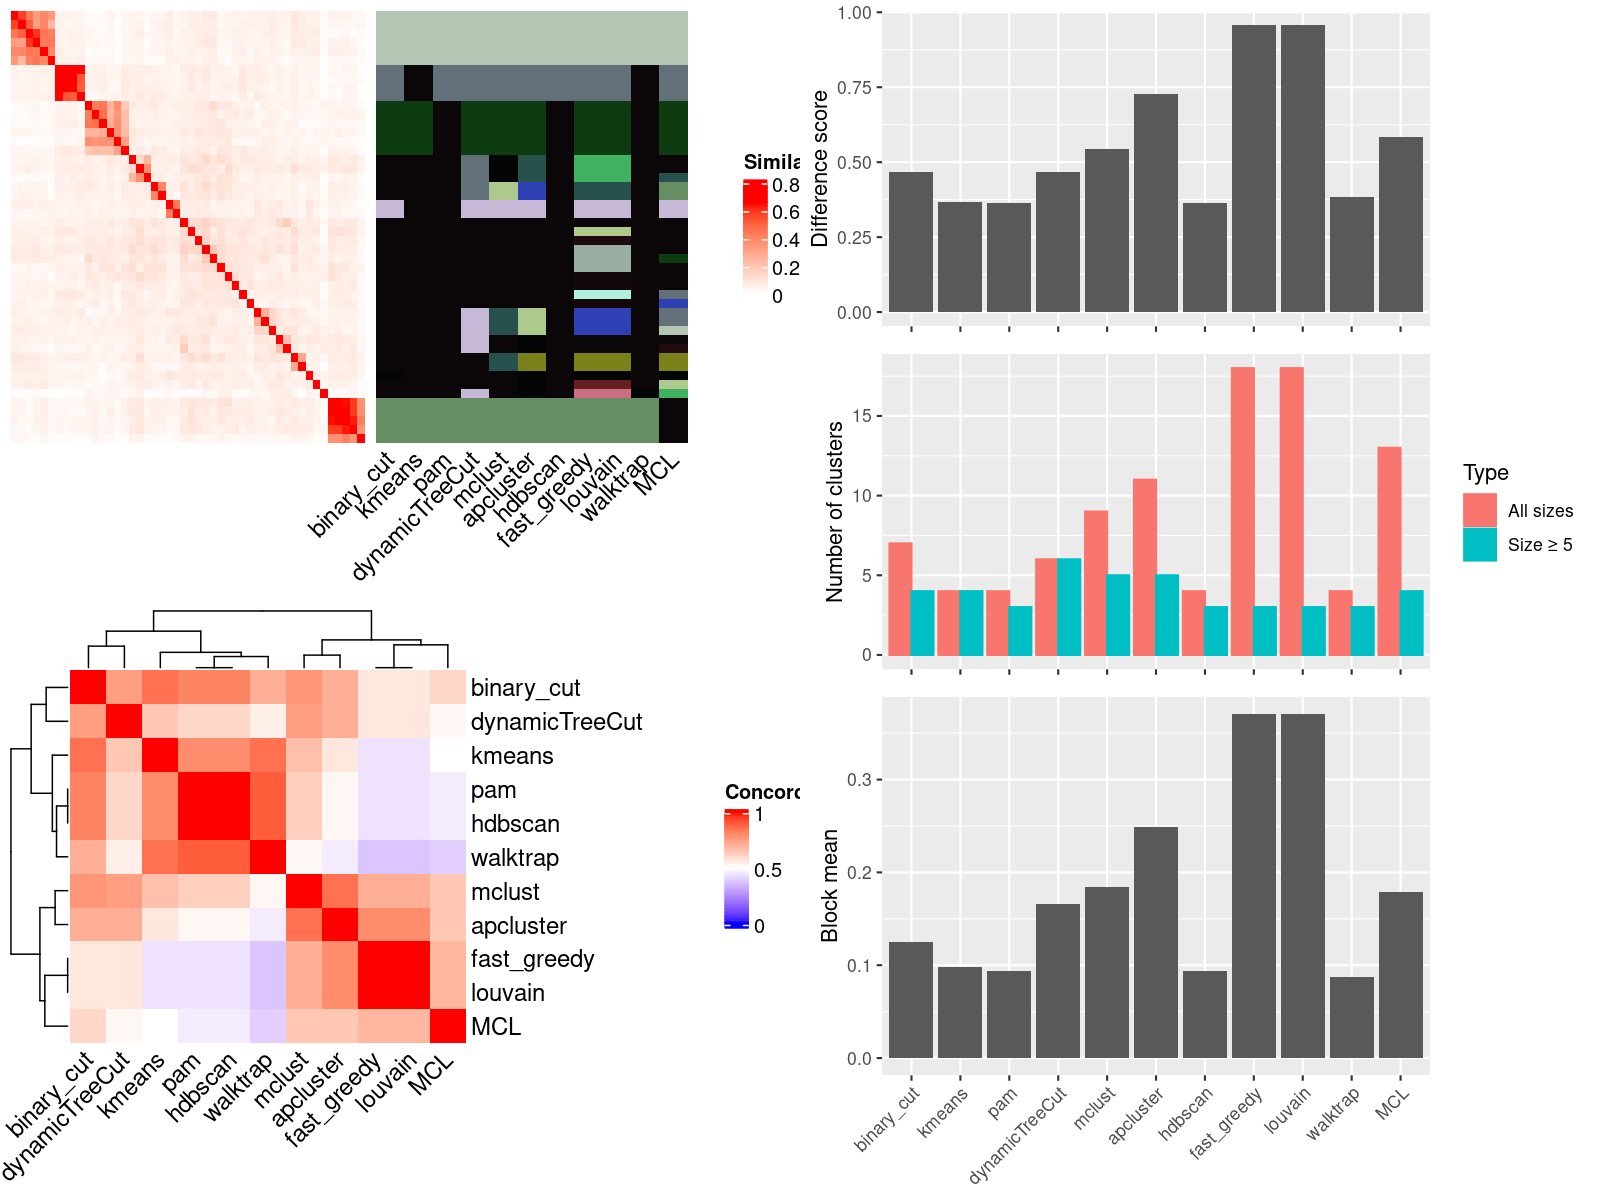 Simila
0.8
0.6
0.4
0.2
0
binary_cut
kmeans
pam
dynamicTreeCut
mclust
apcluster
hdbscan
fast_greedy
louvain
walktrap
MCL
binary_cut
dynamicTreeCut
kmeans
pam
hdbscan
walktrap
mclust
apcluster
fast_greedy
louvain
MCL
Concord
1
0.5
0
binary_cut
dynamicTreeCut
kmeans
pam
hdbscan
walktrap
mclust
apcluster
fast_greedy
louvain
MCL
Difference score
1.00
0.75
0.50
0.25
0.00
Number of clusters
15
10
5
0
Type
All sizes
Size ≥ 5
Block mean
0.3
0.2
0.1
0.0
binary_cut
kmeans
pam
dynamicTreeCut
mclust
apcluster
hdbscan
fast_greedy
louvain
walktrap
MCL